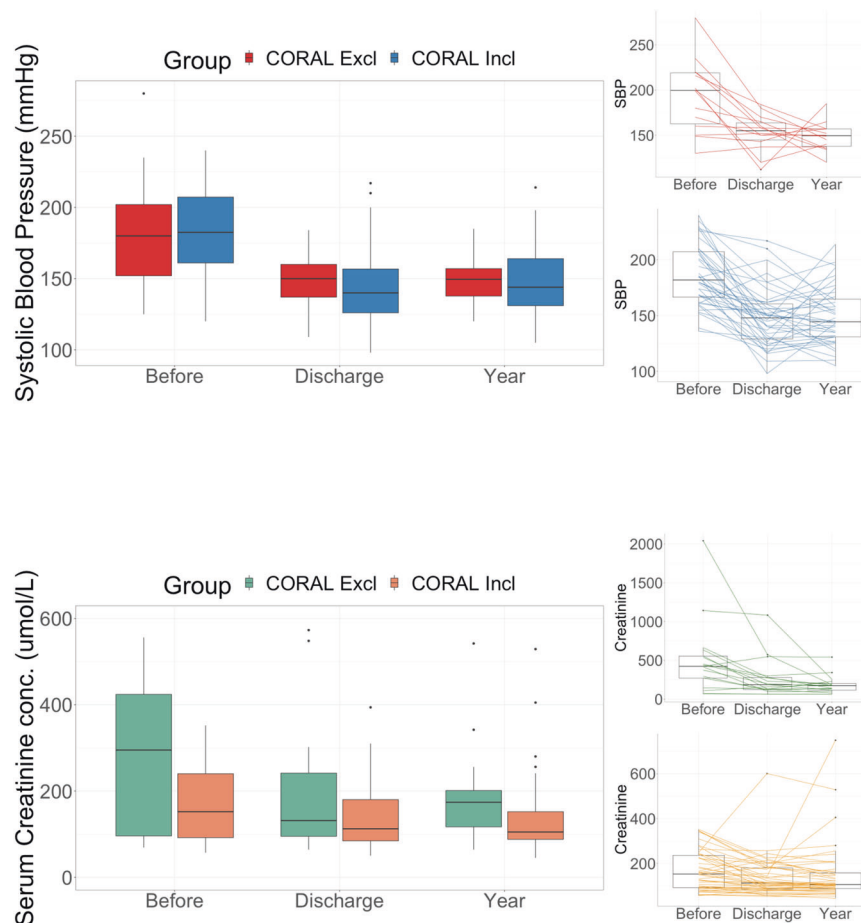 Group CORAL Excl CORAL Incl
Systolic Blood Pressure (mmHg)
250
200
150
100
Before Discharge Year
SBP
250
200
150
Before Discharge Year
SBP
200
150
100
Before Discharge Year
Group CORAL Excl CORAL Incl
Serum Creatinine conc. (umol/L)
600
400
200
0
Before Discharge Year
Creatinine
2000
1500
1000
500
0
Before Discharge Year
Creatinine
600
400
200
Before Discharge Year